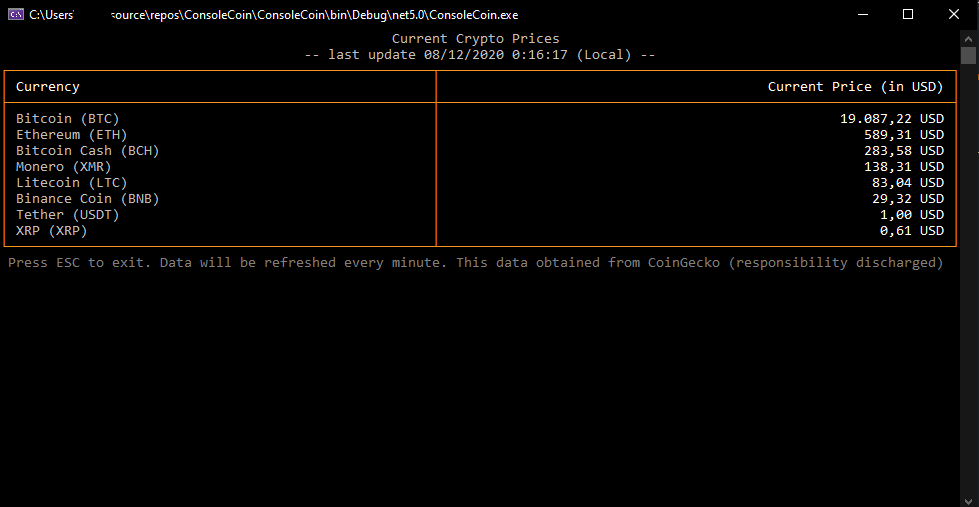 C:\Users\ source\repos\ConsoleCoin\ConsoleCoin\bin\Debug\net5.0\ConsoleCoin.exe
Current Crypto Prices
-- last update 08/12/2020 0:16:17 (Local) --
Currency Current Price (in USD)
Bitcoin (BTC) 19.087,22 USD
Ethereum (ETH) 589,31 USD
Bitcoin Cash (BCH) 283,58 USD
Monero (XMR) 138,31 USD
Litecoin (LTC) 83,04 USD
Binance Coin (BNB) 29,32 USD
Tether (USDT) 1,00 USD
XRP (XRP) 0,61 USD
Press ESC to exit. Data will be refreshed every minute. This data obtained from CoinGecko (responsibility discharged)